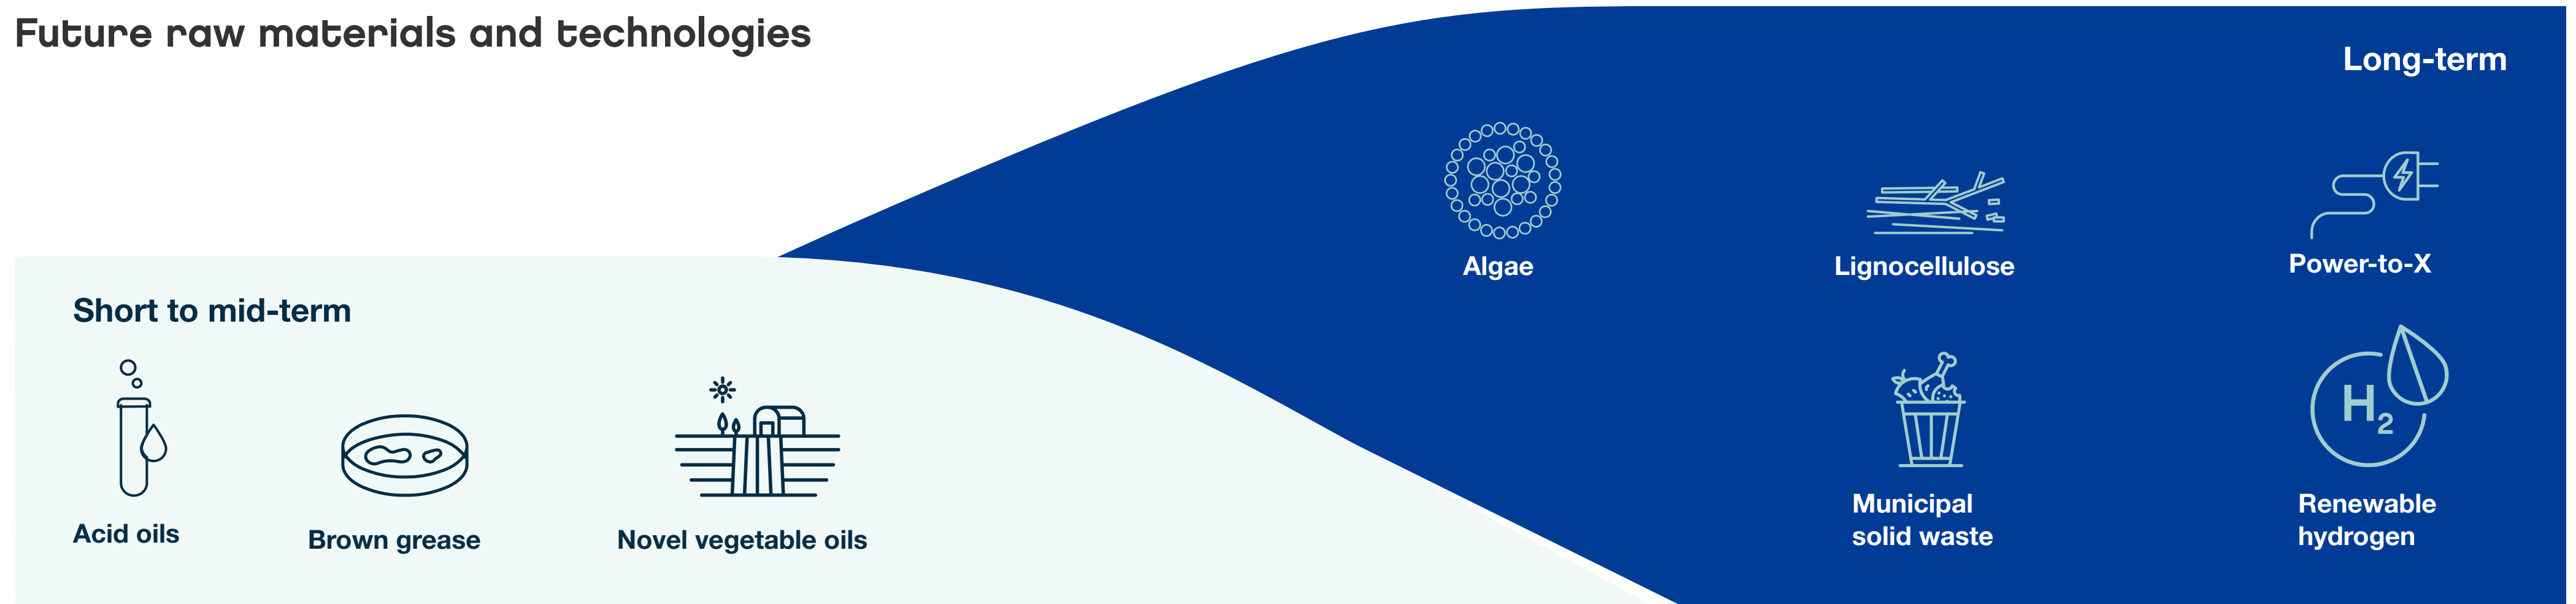 Future raw materials and technologies
Long-term
Algae
Lignocellulose
Power-to-X
Short to mid-term
H₂
Municipal
solid waste
Renewable
hydrogen
Acid oils
Brown grease
Novel vegetable oils